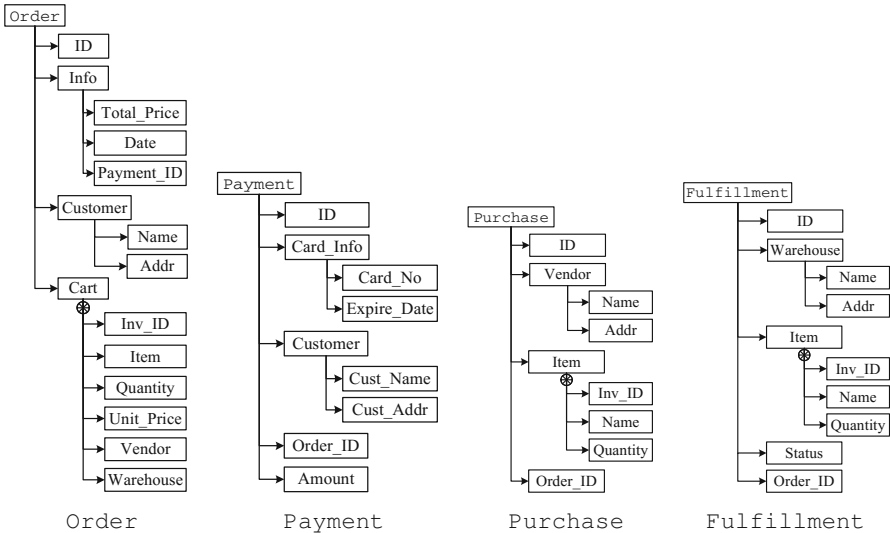 Order
ID
Info
Total_Price
Date
Payment_ID
Customer
Name
Addr
Cart
Inv_ID
Item
Quantity
Unit_Price
Vendor
Warehouse
Order
Payment
ID
Card_Info
Card_No
Expire_Date
Customer
Cust_Name
Cust_Addr
Order_ID
Amount
Payment
Purchase
ID
Vendor
Name
Addr
Item
Inv_ID
Name
Quantity
Order_ID
Purchase
Fulfillment
ID
Warehouse
Name
Addr
Item
Inv_ID
Name
Quantity
Status
Order_ID
Fulfillment